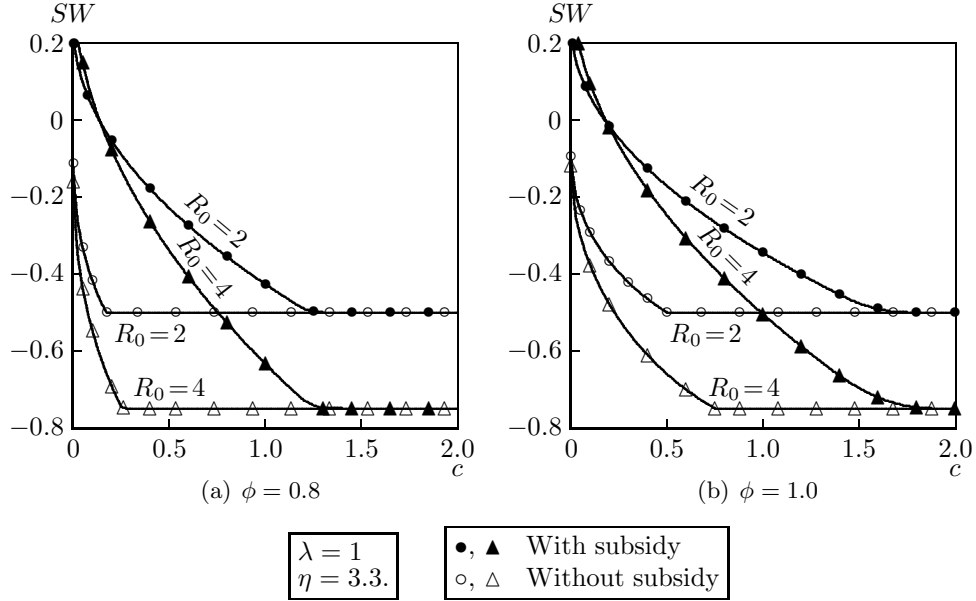 SW
0.2
0
−0.2
−0.4
−0.6
−0.8
R₀=2
R₀=4
R₀=2
R₀=4
0
0.5
1.0
1.5
2.0
c
(a) ϕ = 0.8
SW
0.2
0
−0.2
−0.4
−0.6
−0.8
R₀=2
R₀=4
R₀=2
R₀=4
0
0.5
1.0
1.5
2.0
c
(b) ϕ = 1.0
λ = 1
η = 3.3.
●, ▲ With subsidy
○, △ Without subsidy